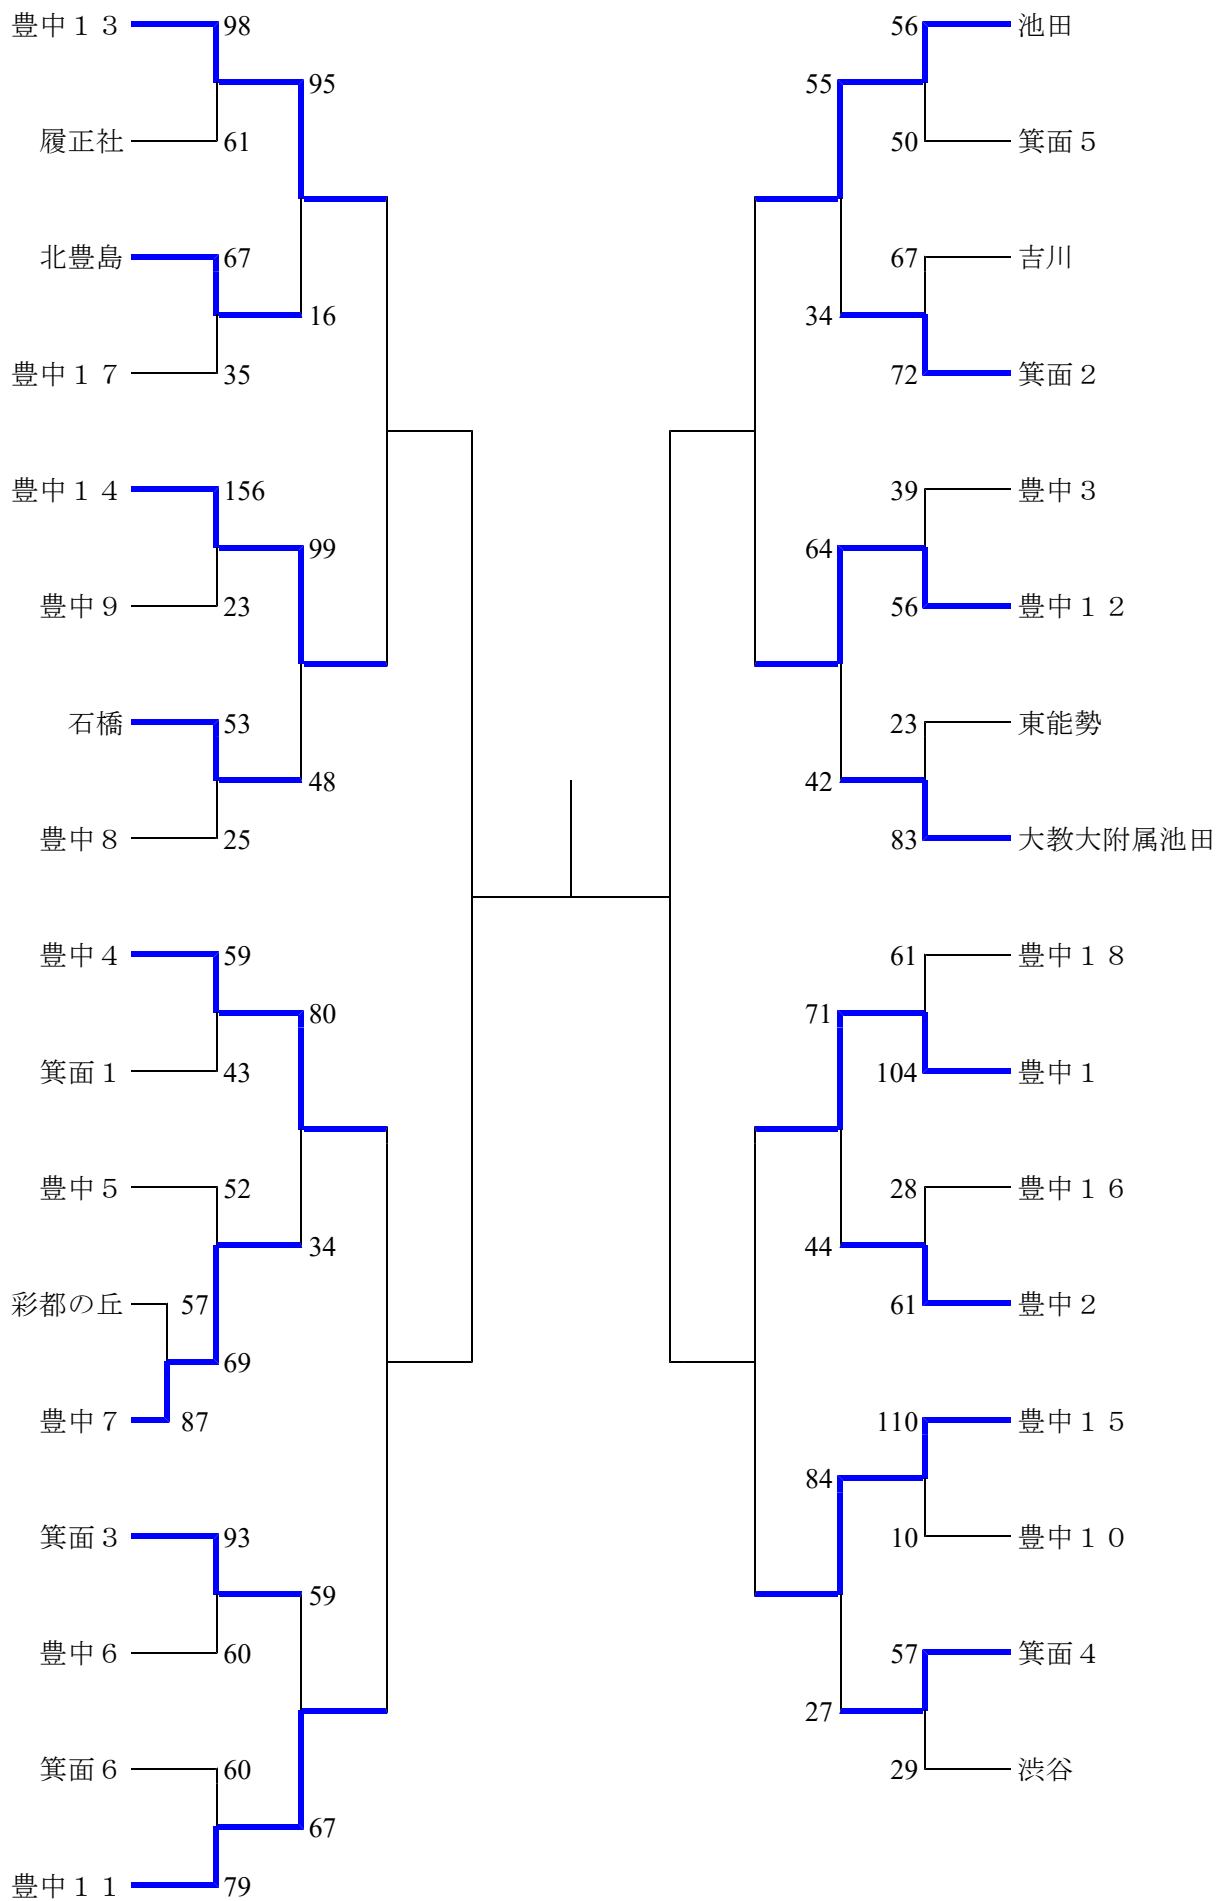 豊中１３ 98 56 池田
95 55
履正社 61 50 箕面５
北豊島 67 67 吉川
16 34
豊中１７ 35 72 箕面２
豊中１４ 156 39 豊中３
99 64
豊中９ 23 56 豊中１２
石橋 53 23 東能勢
48 42
豊中８ 25 83 大教大附属池田
豊中４ 59 61 豊中１８
80 71
箕面１ 43 104 豊中１
豊中５ 52 28 豊中１６
34 44
彩都の丘 57 61 豊中２
69
豊中７ 87 110 豊中１５
84
箕面３ 93 10 豊中１０
59
豊中６ 60 57 箕面４
27
箕面６ 60 29 渋谷
67
豊中１１ 79